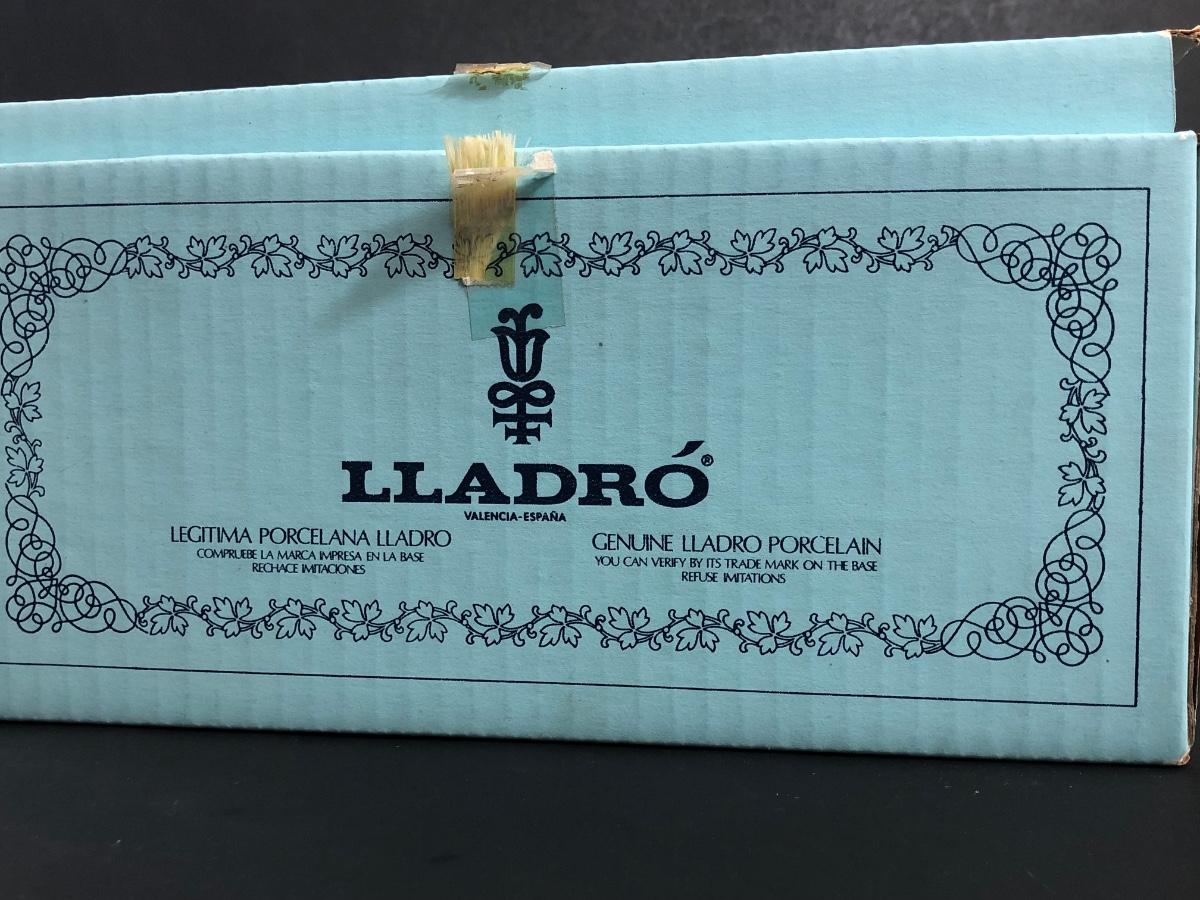 LLADRÓ®
VALENCIA-ESPAÑA
LEGITIMA PORCELANA LLADRO
COMPRUEBE LA MARCA IMPRESA EN LA BASE
RECHACE IMITACIONES
GENUINE LLADRO PORCELAIN
YOU CAN VERIFY BY ITS TRADE MARK ON THE BASE
REFUSE IMITATIONS